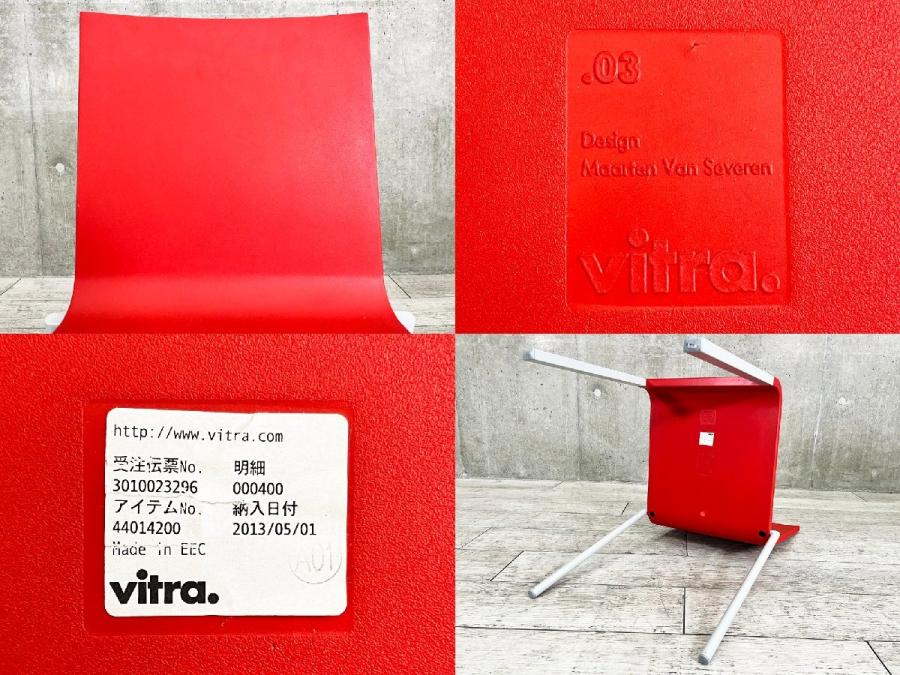 .03
Design
Maarten Van Severen
vitra.
http://www.vitra.com
受注伝票No. 明細
3010023296 000400
アイテムNo. 納入日付
44014200 2013/05/01
Made in EEC
A01
vitra.